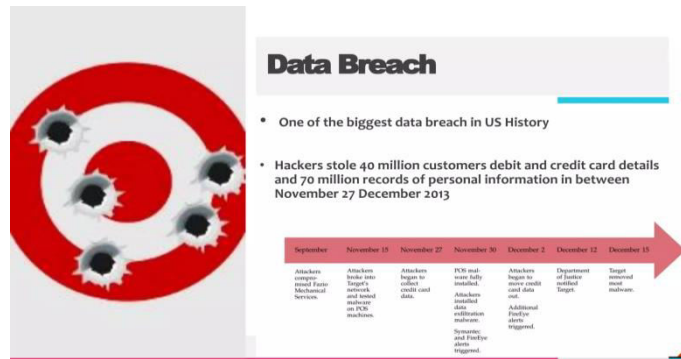 Data Breach
• One of the biggest data breach in US History
• Hackers stole 40 million customers debit and credit card details
and 70 million records of personal information in between
November 27 December 2013
September November 15 November 27 November 30 December 2 December 12 December 15
Attackers
compro-
mised Fazio
Mechanical
Services.
Attackers
broke into
Target's
network
and tested
malware
on POS
machines.
Attackers
began to
collect
credit card
data.
POS mal-
ware fully
installed.
Attackers
installed
data
exfiltration
malware.
Symantec
and FireEye
alerts
triggered.
Attackers
began to
move credit
card data
out.
Additional
FireEye
alerts
triggered.
Department
of Justice
notified
Target.
Target
removed
most
malware.